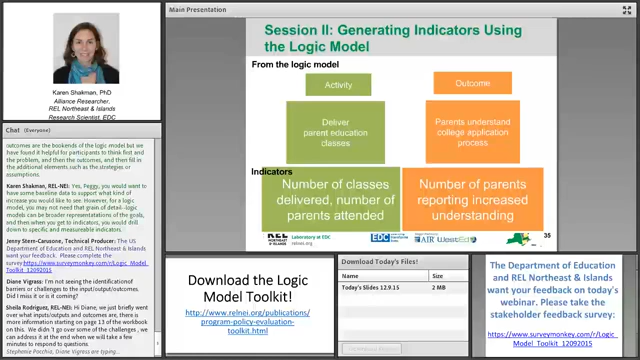 Main Presentation
Karen Shakman, PhD
Alliance Researcher,
REL Northeast & Islands
Research Scientist, EDC
Chat (Everyone)
outcomes are the bookends of the logic model but we
have found it helpful for participants to think first and
the problem, and then the outcomes, and then fill in
the additional elements such as the strategies or
assumptions.
Karen Shakman, REL-NEI: Yes, Peggy, you would want to
have some baseline data to support what kind of
increase you would like to see. However, for a logic
model, you may not need that grain of detail- logic
models can be broader representations of the goals,
and then when you get to indicators, you would drill
down to specific and measureable indicators.
Jenny Stern-Carusone, Technical Producer: The US
Department of Education and REL Northeast & Islands
want your feedback. Please complete the
survey:https://www.surveymonkey.com/r/Logic_Model_
Toolkit_12092015
Diane Vigrass: I'm not seeing the identification of
barriers or challenges to the input/output/outcomes.
Did I miss it or is it coming?
Sheila Rodriguez, REL-NEI: Hi Diane, we just briefly
went over what inputs/outputs and outcomes are, there
is more information starting on page 13 of the
workbook on this. We didn't go over some of the challenges, we
can address it at the end when we will take a few
minutes to respond to questions.
Stephanie Pocchia, Diane Vigrass are typing...
Session II: Generating Indicators Using
the Logic Model
From the logic model
Activity
Outcome
Deliver
parent education
classes
Parents understand
college application
process
Indicators
Number of classes
delivered, number of
parents attended
Number of parents
reporting increased
understanding
REL
NORTHEAST
& ISLANDS
Laboratory at EDC
relnei.org
EDC
AIR
WestEd
35
Download the Logic
Model Toolkit!
http://www.relnei.org/publications/
program-policy-evaluation-
toolkit.html
Download Today's Files!
Name
Size
Today's Slides 12.9.15
2 MB
The Department of Education
and REL Northeast & Islands
want your feedback on today's
webinar. Please take the
stakeholder feedback survey:
https://www.surveymonkey.com/r/Logic_
Model_Toolkit_12092015